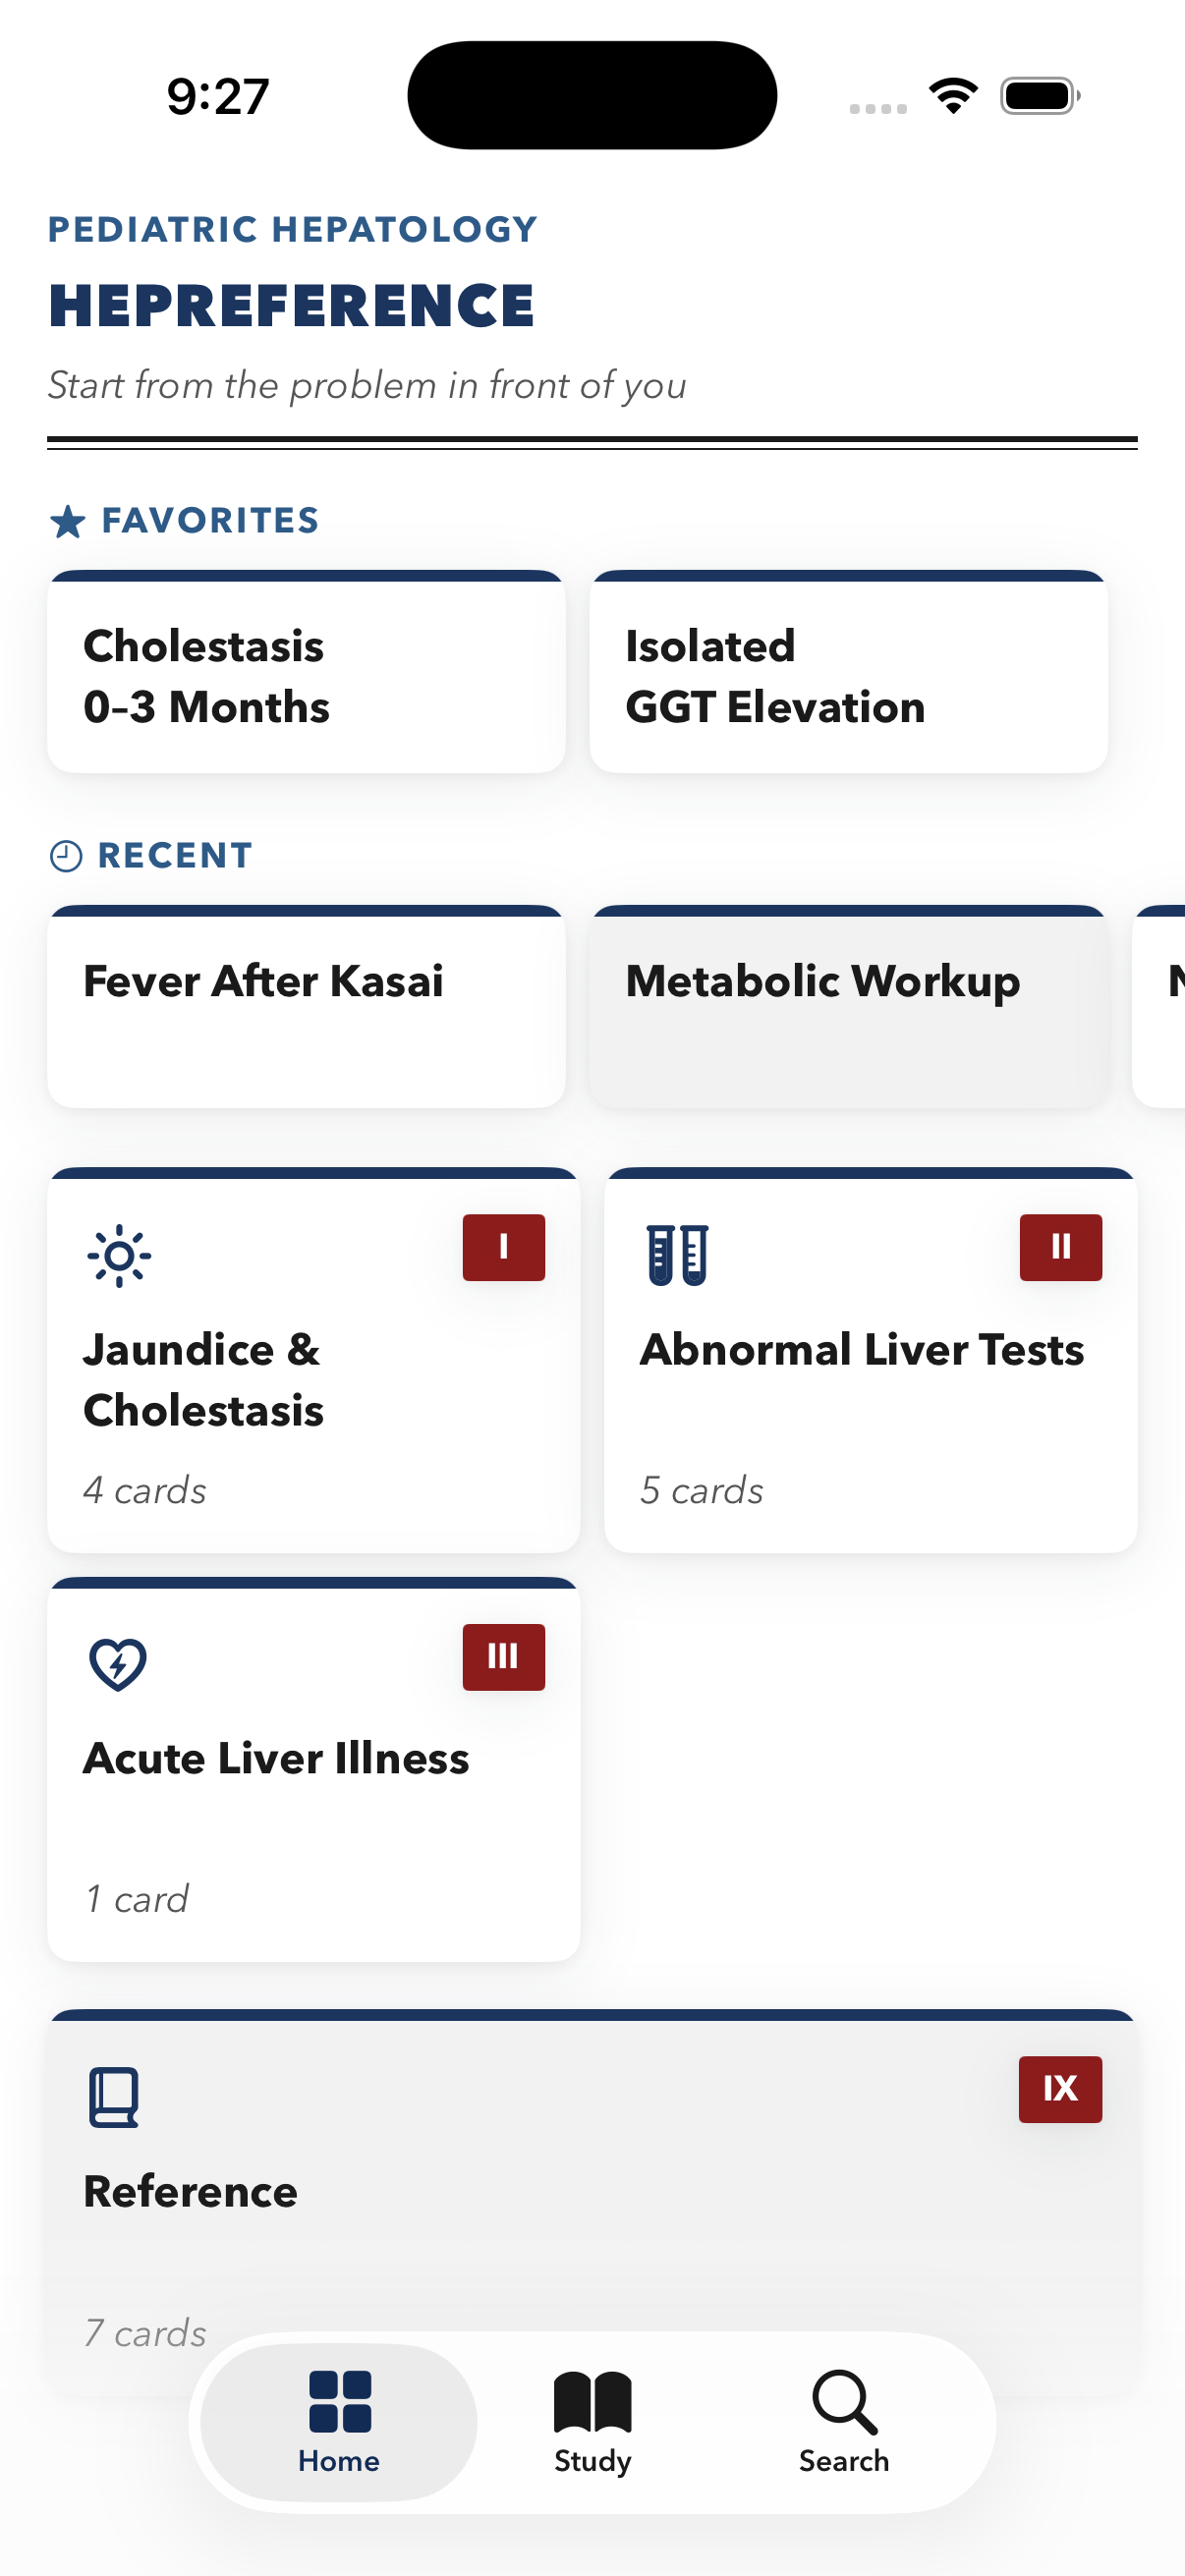 9:27
PEDIATRIC HEPATOLOGY
HEPREFERENCE
Start from the problem in front of you
FAVORITES
Cholestasis
0–3 Months
Isolated
GGT Elevation
RECENT
Fever After Kasai
Metabolic Workup
I
Jaundice &
Cholestasis
4 cards
II
Abnormal Liver Tests
5 cards
III
Acute Liver Illness
1 card
IX
Reference
7 cards
Home
Study
Search